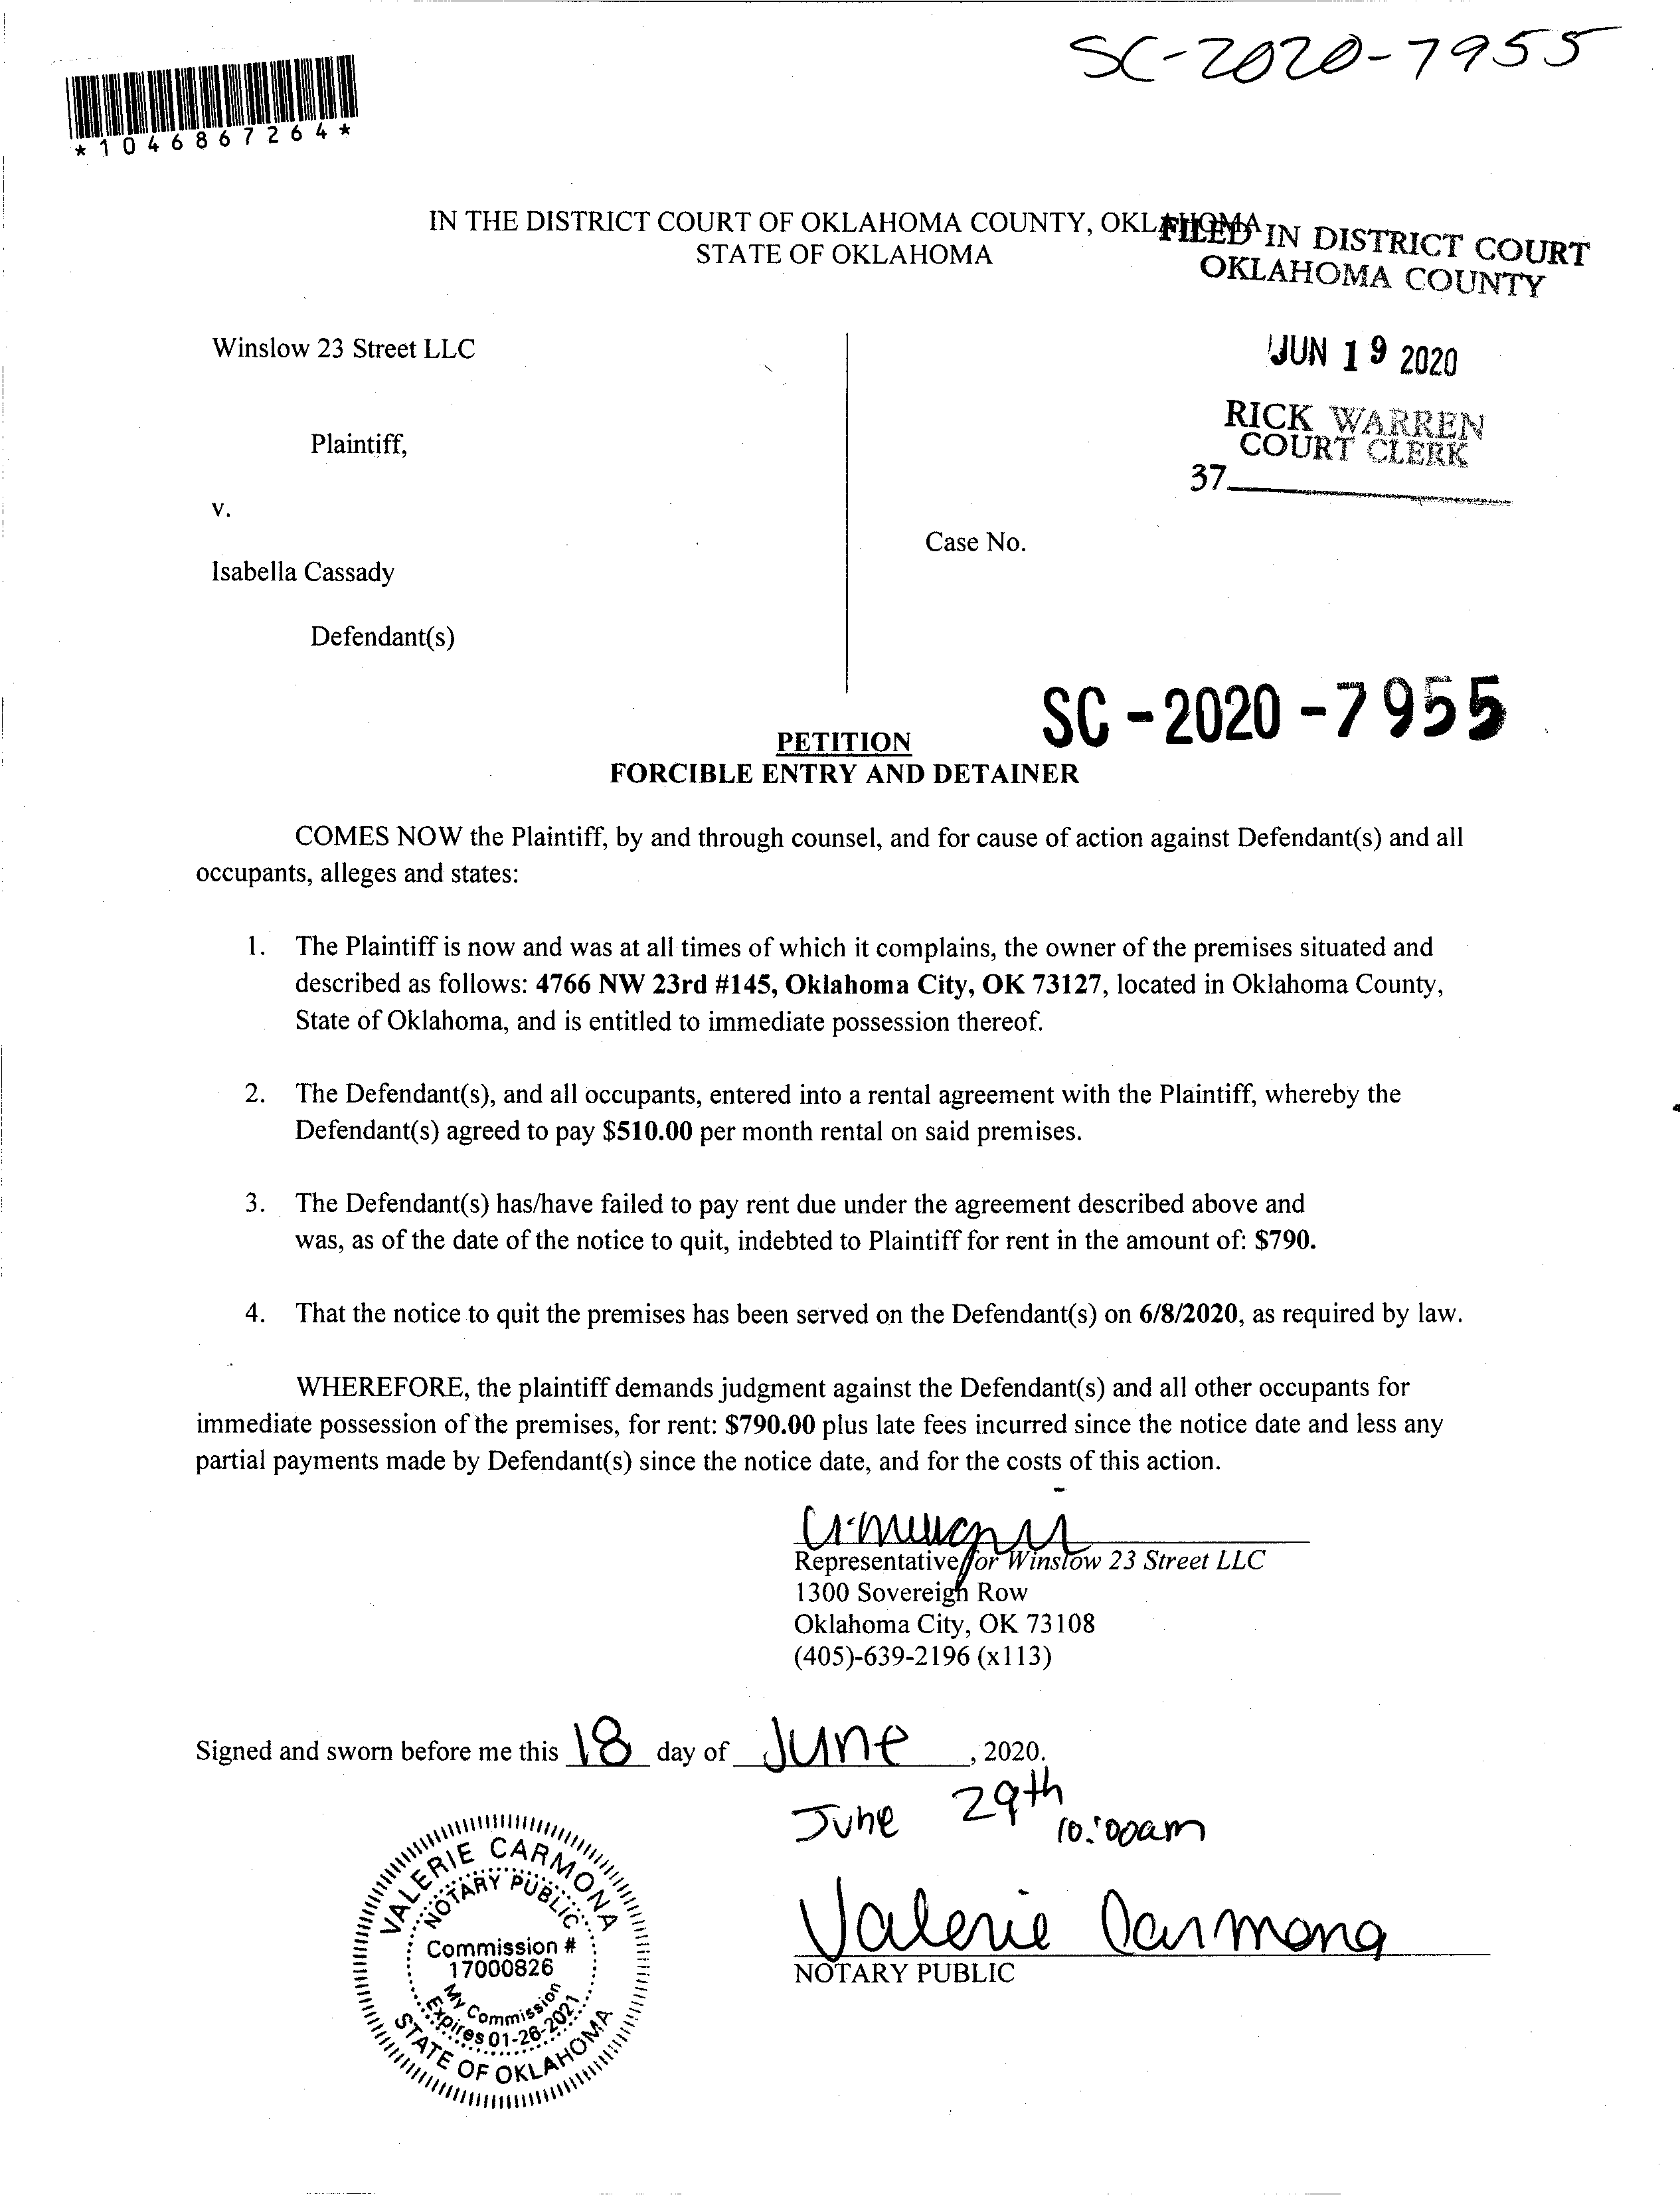 SC-2020-7955
*1046867264*
IN THE DISTRICT COURT OF OKLAHOMA COUNTY, OKLAHOMA
STATE OF OKLAHOMA
FILED IN DISTRICT COURT
OKLAHOMA COUNTY
JUN 19 2020
RICK WARREN
COURT CLERK
37
Winslow 23 Street LLC
Plaintiff,
v.
Case No.
Isabella Cassady
Defendant(s)
SC-2020-7955
PETITION
FORCIBLE ENTRY AND DETAINER
COMES NOW the Plaintiff, by and through counsel, and for cause of action against Defendant(s) and all
occupants, alleges and states:
1. The Plaintiff is now and was at all times of which it complains, the owner of the premises situated and
described as follows: 4766 NW 23rd #145, Oklahoma City, OK 73127, located in Oklahoma County,
State of Oklahoma, and is entitled to immediate possession thereof.
2. The Defendant(s), and all occupants, entered into a rental agreement with the Plaintiff, whereby the
Defendant(s) agreed to pay $510.00 per month rental on said premises.
3. The Defendant(s) has/have failed to pay rent due under the agreement described above and
was, as of the date of the notice to quit, indebted to Plaintiff for rent in the amount of: $790.
4. That the notice to quit the premises has been served on the Defendant(s) on 6/8/2020, as required by law.
WHEREFORE, the plaintiff demands judgment against the Defendant(s) and all other occupants for
immediate possession of the premises, for rent: $790.00 plus late fees incurred since the notice date and less any
partial payments made by Defendant(s) since the notice date, and for the costs of this action.
Representative for Winslow 23 Street LLC
1300 Sovereign Row
Oklahoma City, OK 73108
(405)-639-2196 (x113)
Signed and sworn before me this 18 day of June, 2020.
June 29th
10:00am
Valerie Carmona
NOTARY PUBLIC
VALERIE CARMONA
NOTARY PUBLIC
Commission #
17000826
My Commission
Expires 01-26-2021
STATE OF OKLAHOMA